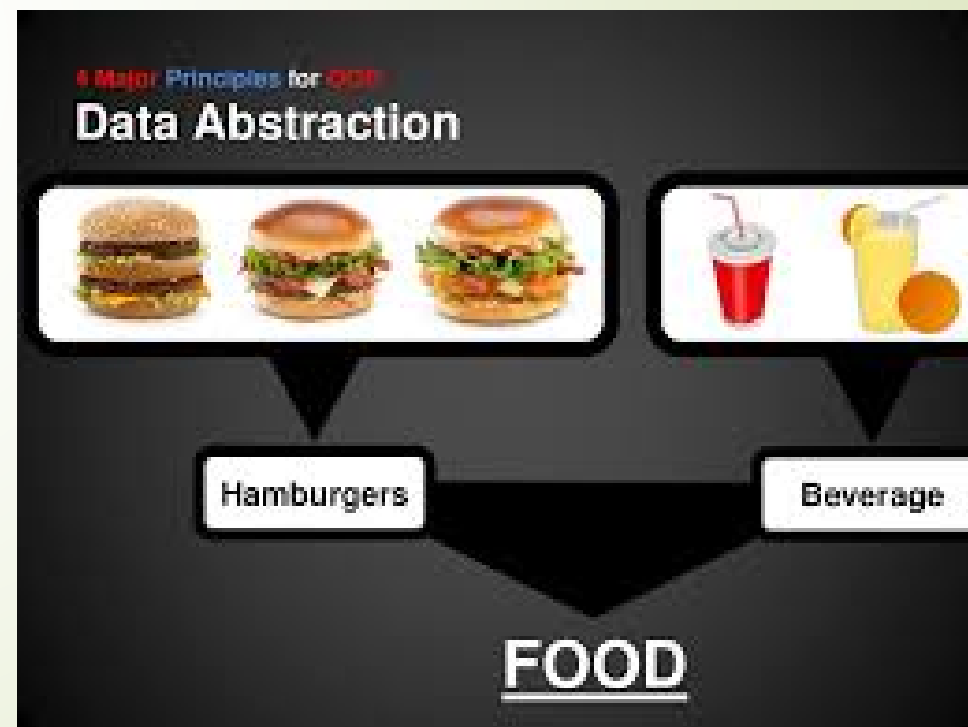 4 Major Principles for OOP
Data Abstraction
Hamburgers
Beverage
FOOD